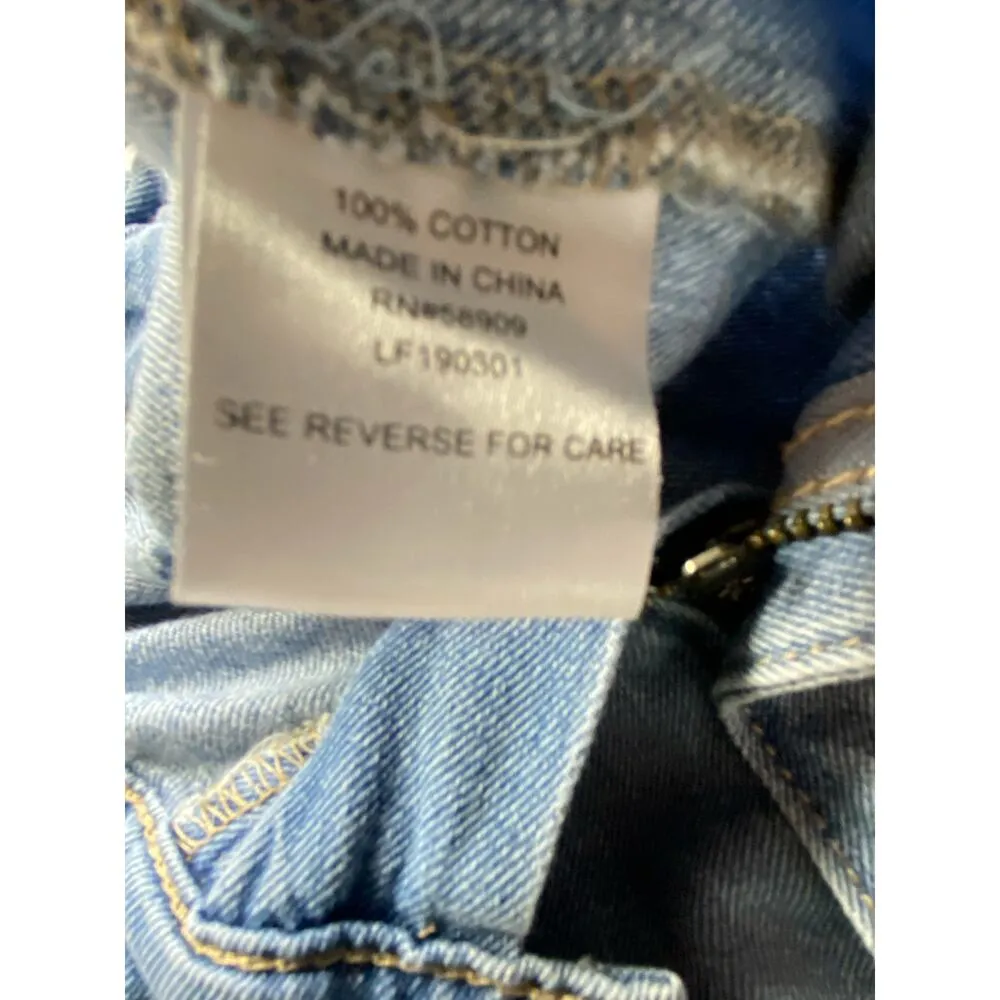 100% COTTON
MADE IN CHINA
RN#58909
LF190301
SEE REVERSE FOR CARE